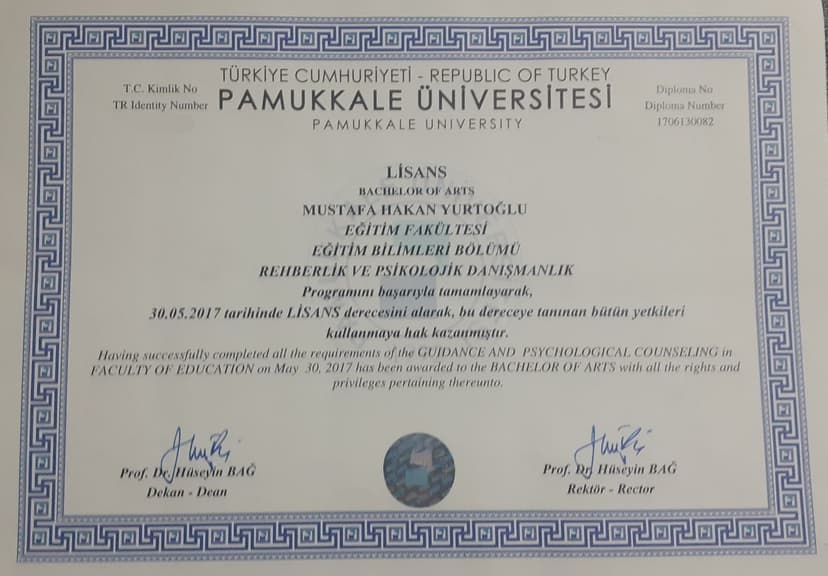 TÜRKİYE CUMHURİYETİ - REPUBLIC OF TURKEY
T.C. Kimlik No
TR Identity Number
PAMUKKALE ÜNİVERSİTESİ
PAMUKKALE UNIVERSITY
Diploma No
Diploma Number
1706130082
LİSANS
BACHELOR OF ARTS
MUSTAFA HAKAN YURTOĞLU
EĞİTİM FAKÜLTESİ
EĞİTİM BİLİMLERİ BÖLÜMÜ
REHBERLİK VE PSİKOLOJİK DANIŞMANLIK
Programını başarıyla tamamlayarak,
30.05.2017 tarihinde LİSANS derecesini alarak, bu dereceye tanınan bütün yetkileri
kullanmaya hak kazanmıştır.
Having successfully completed all the requirements of the GUIDANCE AND PSYCHOLOGICAL COUNSELING in
FACULTY OF EDUCATION on May 30, 2017 has been awarded to the BACHELOR OF ARTS with all the rights and
privileges pertaining thereunto.
Prof. Dr. Hüseyin BAĞ
Dekan - Dean
Prof. Dr. Hüseyin BAĞ
Rektör - Rector